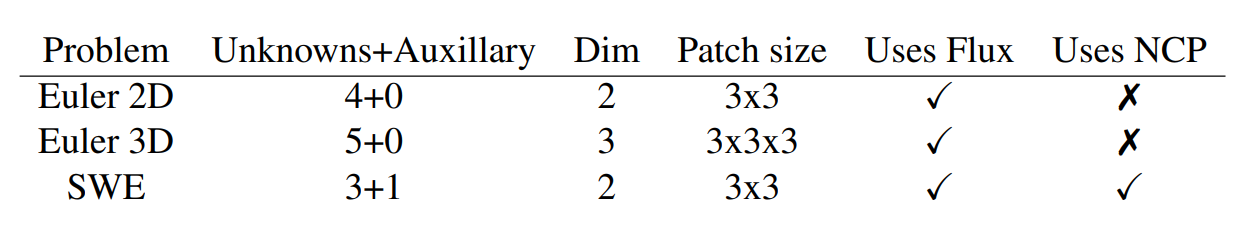 Problem Unknowns+Auxillary Dim Patch size Uses Flux Uses NCP
Euler 2D 4+0 2 3x3 ✓ ✗
Euler 3D 5+0 3 3x3x3 ✓ ✗
SWE 3+1 2 3x3 ✓ ✓